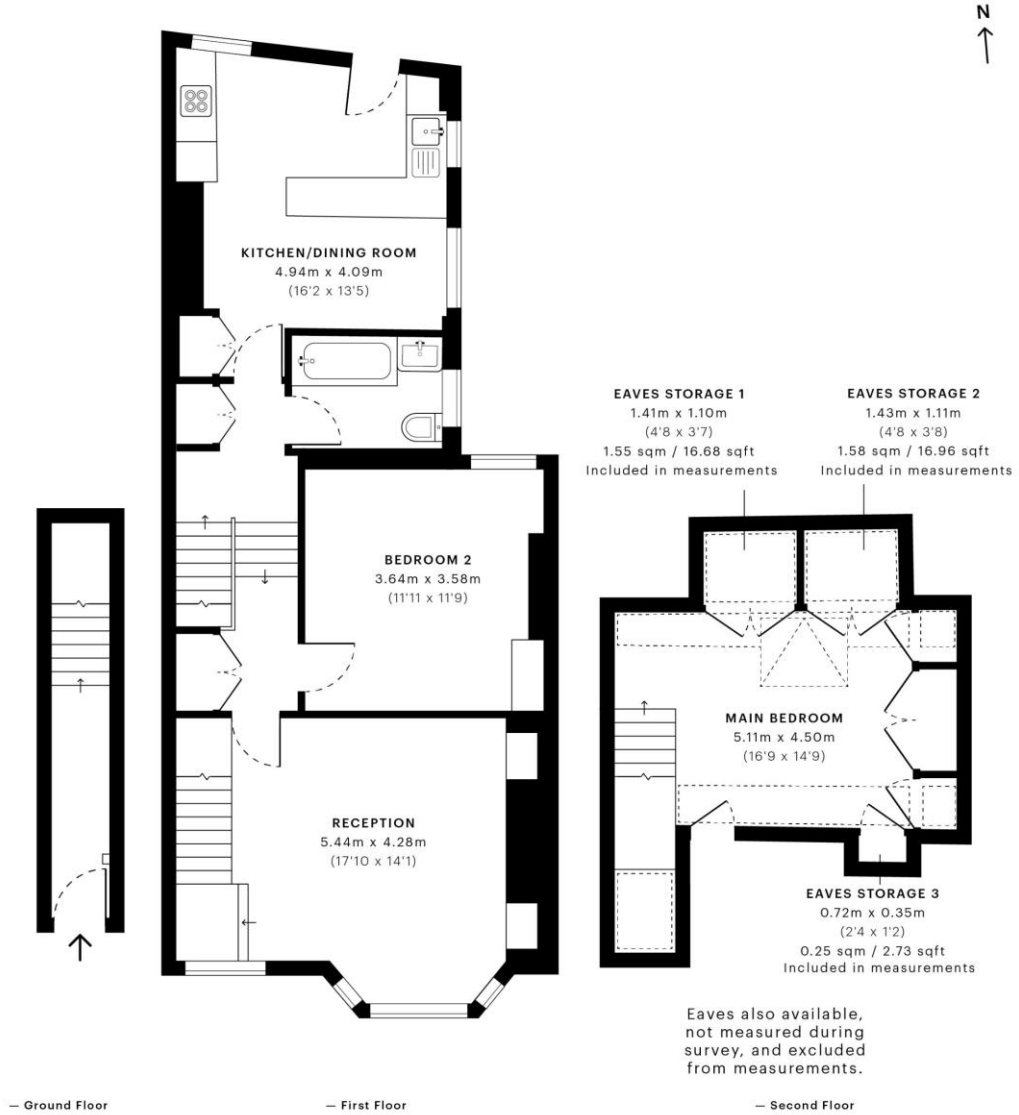 N
KITCHEN/DINING ROOM
4.94m x 4.09m
(16'2 x 13'5)
EAVES STORAGE 1
1.41m x 1.10m
(4'8 x 3'7)
1.55 sqm / 16.68 sqft
Included in measurements
EAVES STORAGE 2
1.43m x 1.11m
(4'8 x 3'8)
1.58 sqm / 16.96 sqft
Included in measurements
BEDROOM 2
3.64m x 3.58m
(11'11 x 11'9)
MAIN BEDROOM
5.11m x 4.50m
(16'9 x 14'9)
RECEPTION
5.44m x 4.28m
(17'10 x 14'1)
EAVES STORAGE 3
0.72m x 0.35m
(2'4 x 1'2)
0.25 sqm / 2.73 sqft
Included in measurements
Eaves also available,
not measured during
survey, and excluded
from measurements.
— Ground Floor
— First Floor
— Second Floor